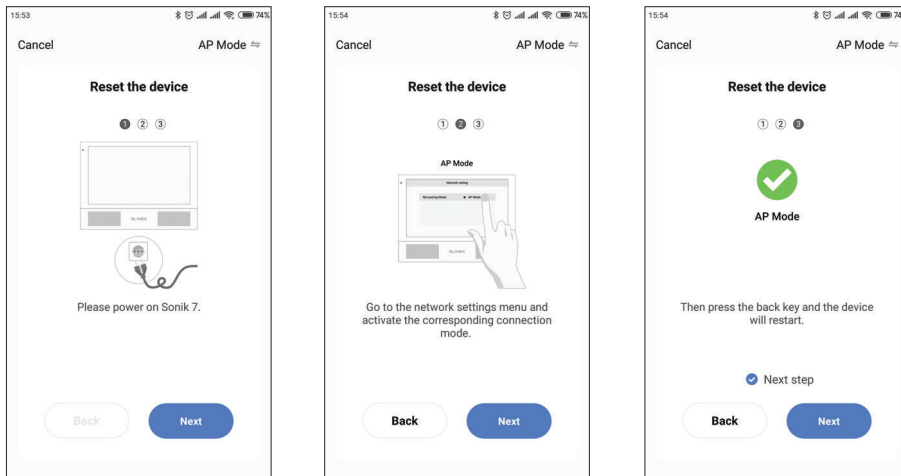 15:53
74%
Cancel
AP Mode
Reset the device
1 2 3
SLINEX
Please power on Sonik 7.
Back
Next
15:54
74%
Cancel
AP Mode
Reset the device
1 2 3
AP Mode
Network setting
AP Mode
SLINEX
Go to the network settings menu and
activate the corresponding connection
mode.
Back
Next
15:54
74
Cancel
AP Mode
Reset the device
1 2 3
AP Mode
Then press the back key and the device
will restart.
Next step
Back
Next